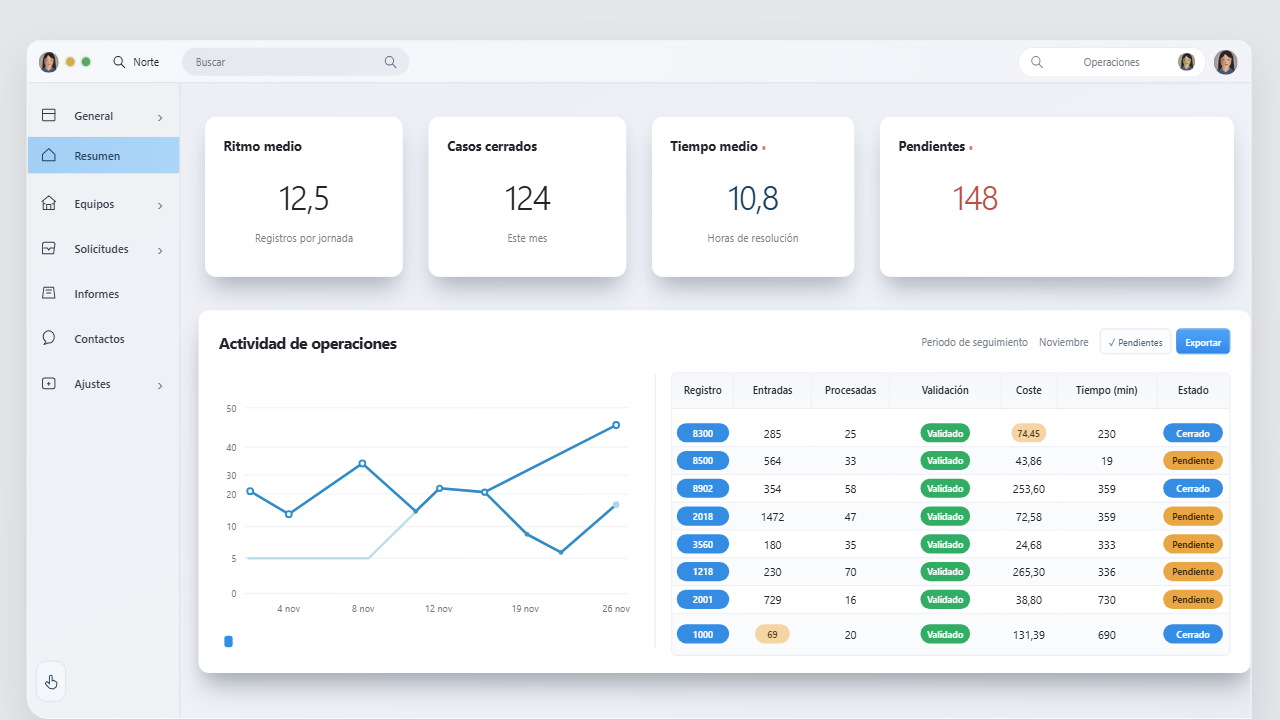 Norte
Buscar
Operaciones
General
Resumen
Equipos
Solicitudes
Informes
Contactos
Ajustes
Ritmo medio
12,5
Registros por jornada
Casos cerrados
124
Este mes
Tiempo medio
10,8
Horas de resolución
Pendientes
148
Actividad de operaciones
Periodo de seguimiento Noviembre ✓ Pendientes Exportar
50
40
30
20
10
5
0
4 nov 8 nov 12 nov 19 nov 26 nov
Registro Entradas Procesadas Validación Coste Tiempo (min) Estado
8300 285 25 Validado 74,45 230 Cerrado
8500 564 33 Validado 43,86 19 Pendiente
8902 354 58 Validado 253,60 359 Cerrado
2018 1472 47 Validado 72,58 359 Pendiente
3560 180 35 Validado 24,68 333 Pendiente
1218 230 70 Validado 265,30 336 Pendiente
2001 729 16 Validado 38,80 730 Pendiente
1000 69 20 Validado 131,39 690 Cerrado